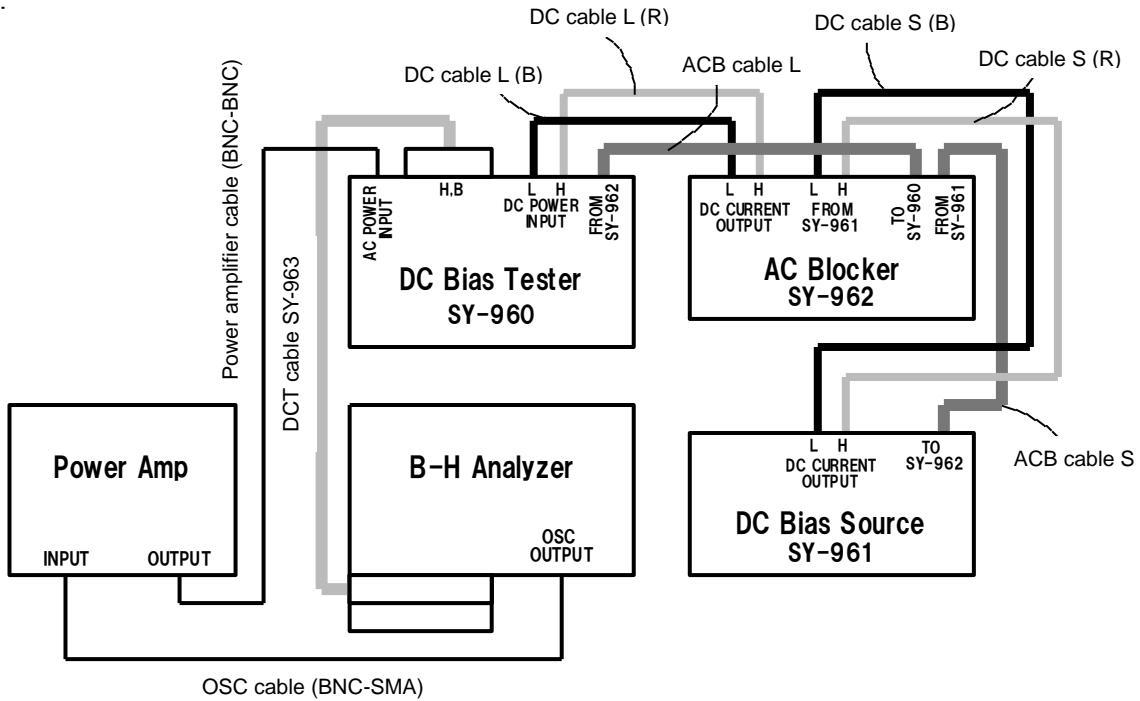 DC cable L (R)
DC cable S (B)
DC cable L (B)
ACB cable L
DC cable S (R)
Power amplifier cable (BNC-BNC)
DCT cable SY-963
AC POWER
INPUT
H,B
L H
DC POWER
INPUT
FROM
SY-962
DC Bias Tester
SY-960
L H
DC CURRENT
OUTPUT
L H
FROM
SY-961
TO
SY-960
FROM
SY-961
AC Blocker
SY-962
Power Amp
INPUT
OUTPUT
B-H Analyzer
OSC
OUTPUT
L H
DC CURRENT
OUTPUT
TO
SY-962
DC Bias Source
SY-961
ACB cable S
OSC cable (BNC-SMA)